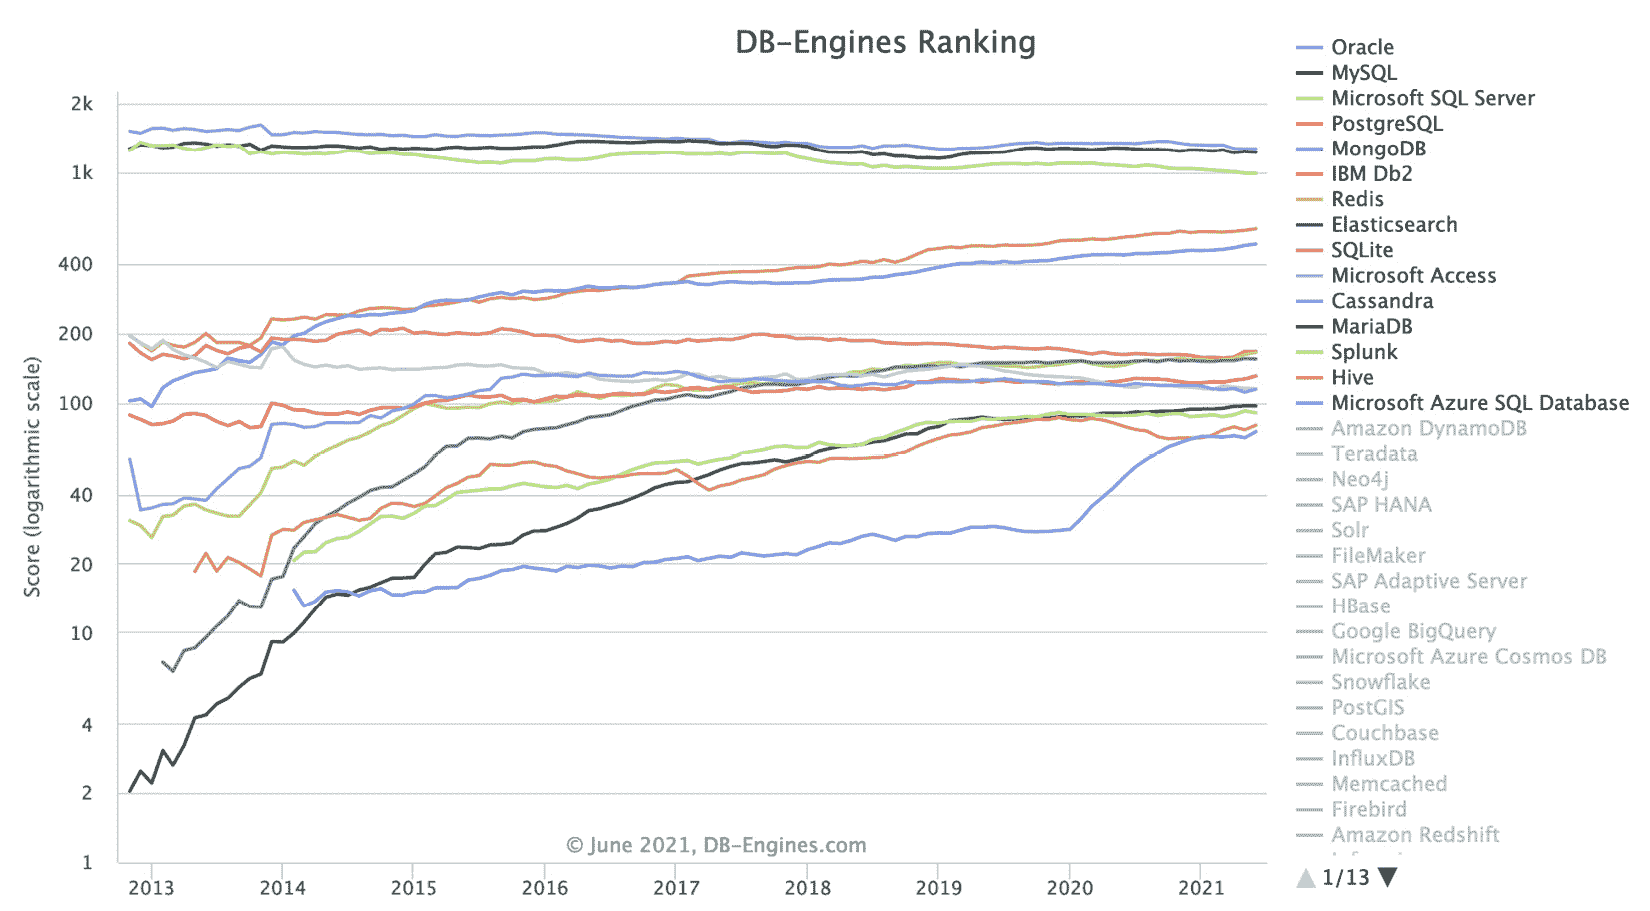 DB-Engines Ranking
Score (logarithmic scale)
2k
1k
400
200
100
40
20
10
4
2
1
2013 2014 2015 2016 2017 2018 2019 2020 2021
© June 2021, DB-Engines.com
Oracle
MySQL
Microsoft SQL Server
PostgreSQL
MongoDB
IBM Db2
Redis
Elasticsearch
SQLite
Microsoft Access
Cassandra
MariaDB
Splunk
Hive
Microsoft Azure SQL Database
Amazon DynamoDB
Teradata
Neo4j
SAP HANA
Solr
FileMaker
SAP Adaptive Server
HBase
Google BigQuery
Microsoft Azure Cosmos DB
Snowflake
PostGIS
Couchbase
InfluxDB
Memcached
Firebird
Amazon Redshift
1/13